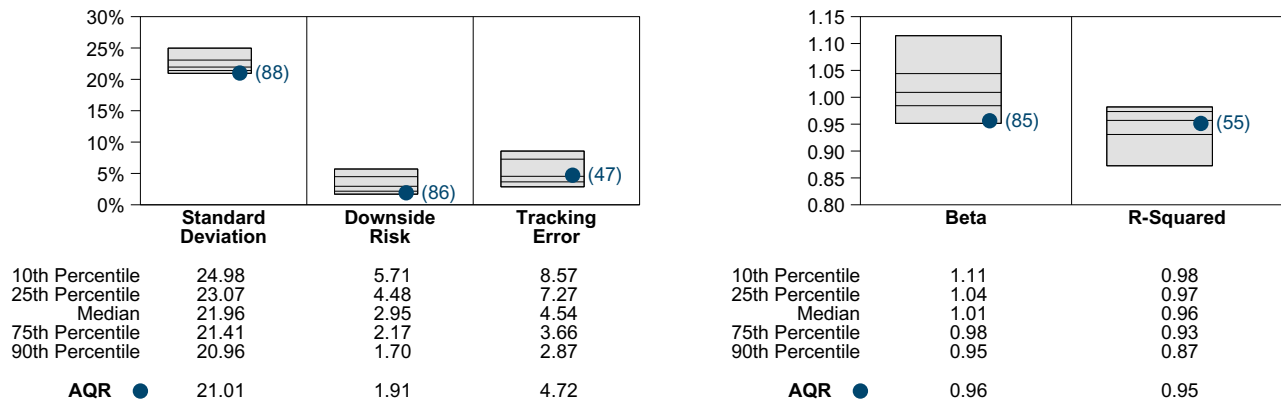 30%
25%
20%
15%
10%
5%
0%
(88)
(86)
(47)
Standard Deviation
Downside Risk
Tracking Error
10th Percentile 24.98 5.71 8.57
25th Percentile 23.07 4.48 7.27
Median 21.96 2.95 4.54
75th Percentile 21.41 2.17 3.66
90th Percentile 20.96 1.70 2.87
AQR 21.01 1.91 4.72
1.15
1.10
1.05
1.00
0.95
0.90
0.85
0.80
(85)
(55)
Beta
R-Squared
10th Percentile 1.11 0.98
25th Percentile 1.04 0.97
Median 1.01 0.96
75th Percentile 0.98 0.93
90th Percentile 0.95 0.87
AQR 0.96 0.95